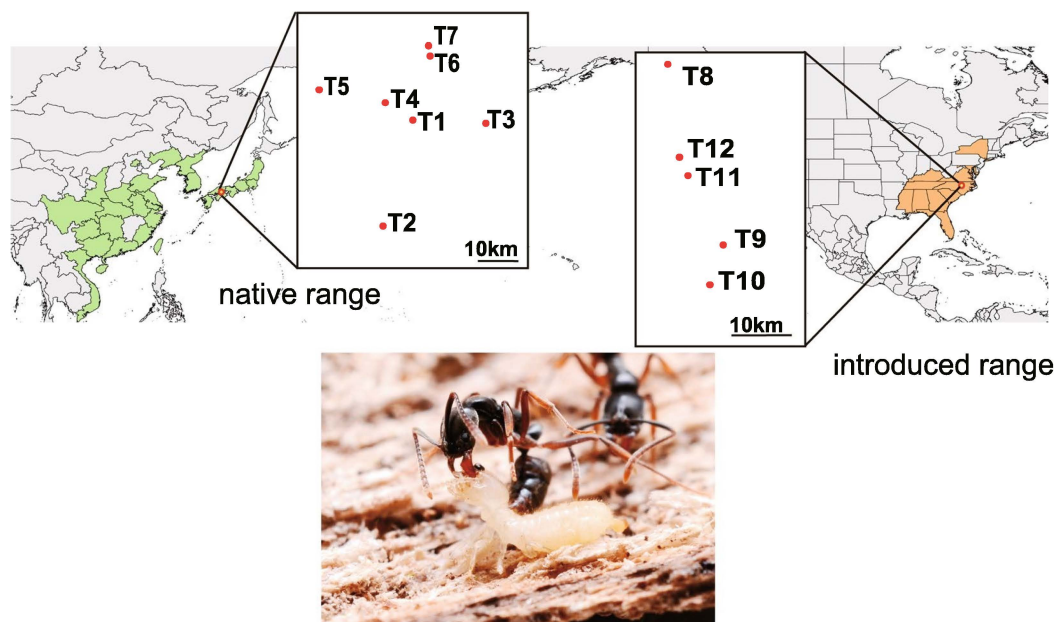 T7
T6
T5
T4
T1
T3
T2
10km
native range
T8
T12
T11
T9
T10
10km
introduced range